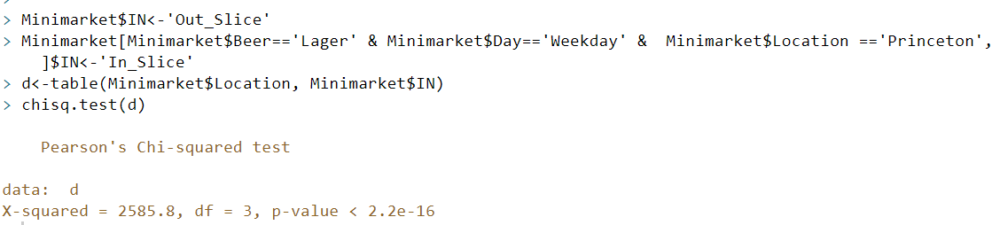 > Minimarket$IN<-'Out_Slice'
> Minimarket[Minimarket$Beer=='Lager' & Minimarket$Day=='Weekday' &  Minimarket$Location =='Princeton',
    ]$IN<-'In_Slice'
> d<-table(Minimarket$Location, Minimarket$IN)
> chisq.test(d)
    Pearson's Chi-squared test
data:  d
X-squared = 2585.8, df = 3, p-value < 2.2e-16